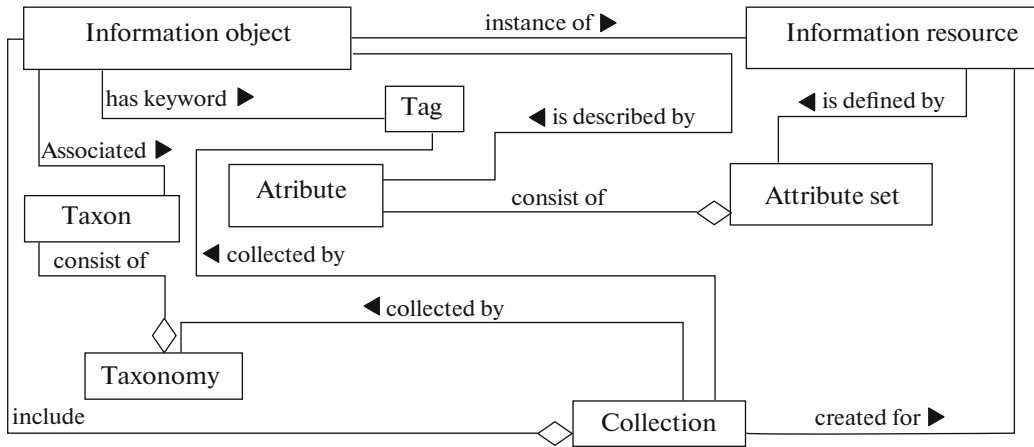 Information object
instance of ▶
Information resource
has keyword ▶
Tag
◀ is described by
◀ is defined by
Associated ▶
Atribute
consist of
Attribute set
Taxon
consist of
◀ collected by
◀ collected by
Taxonomy
include
Collection
created for ▶